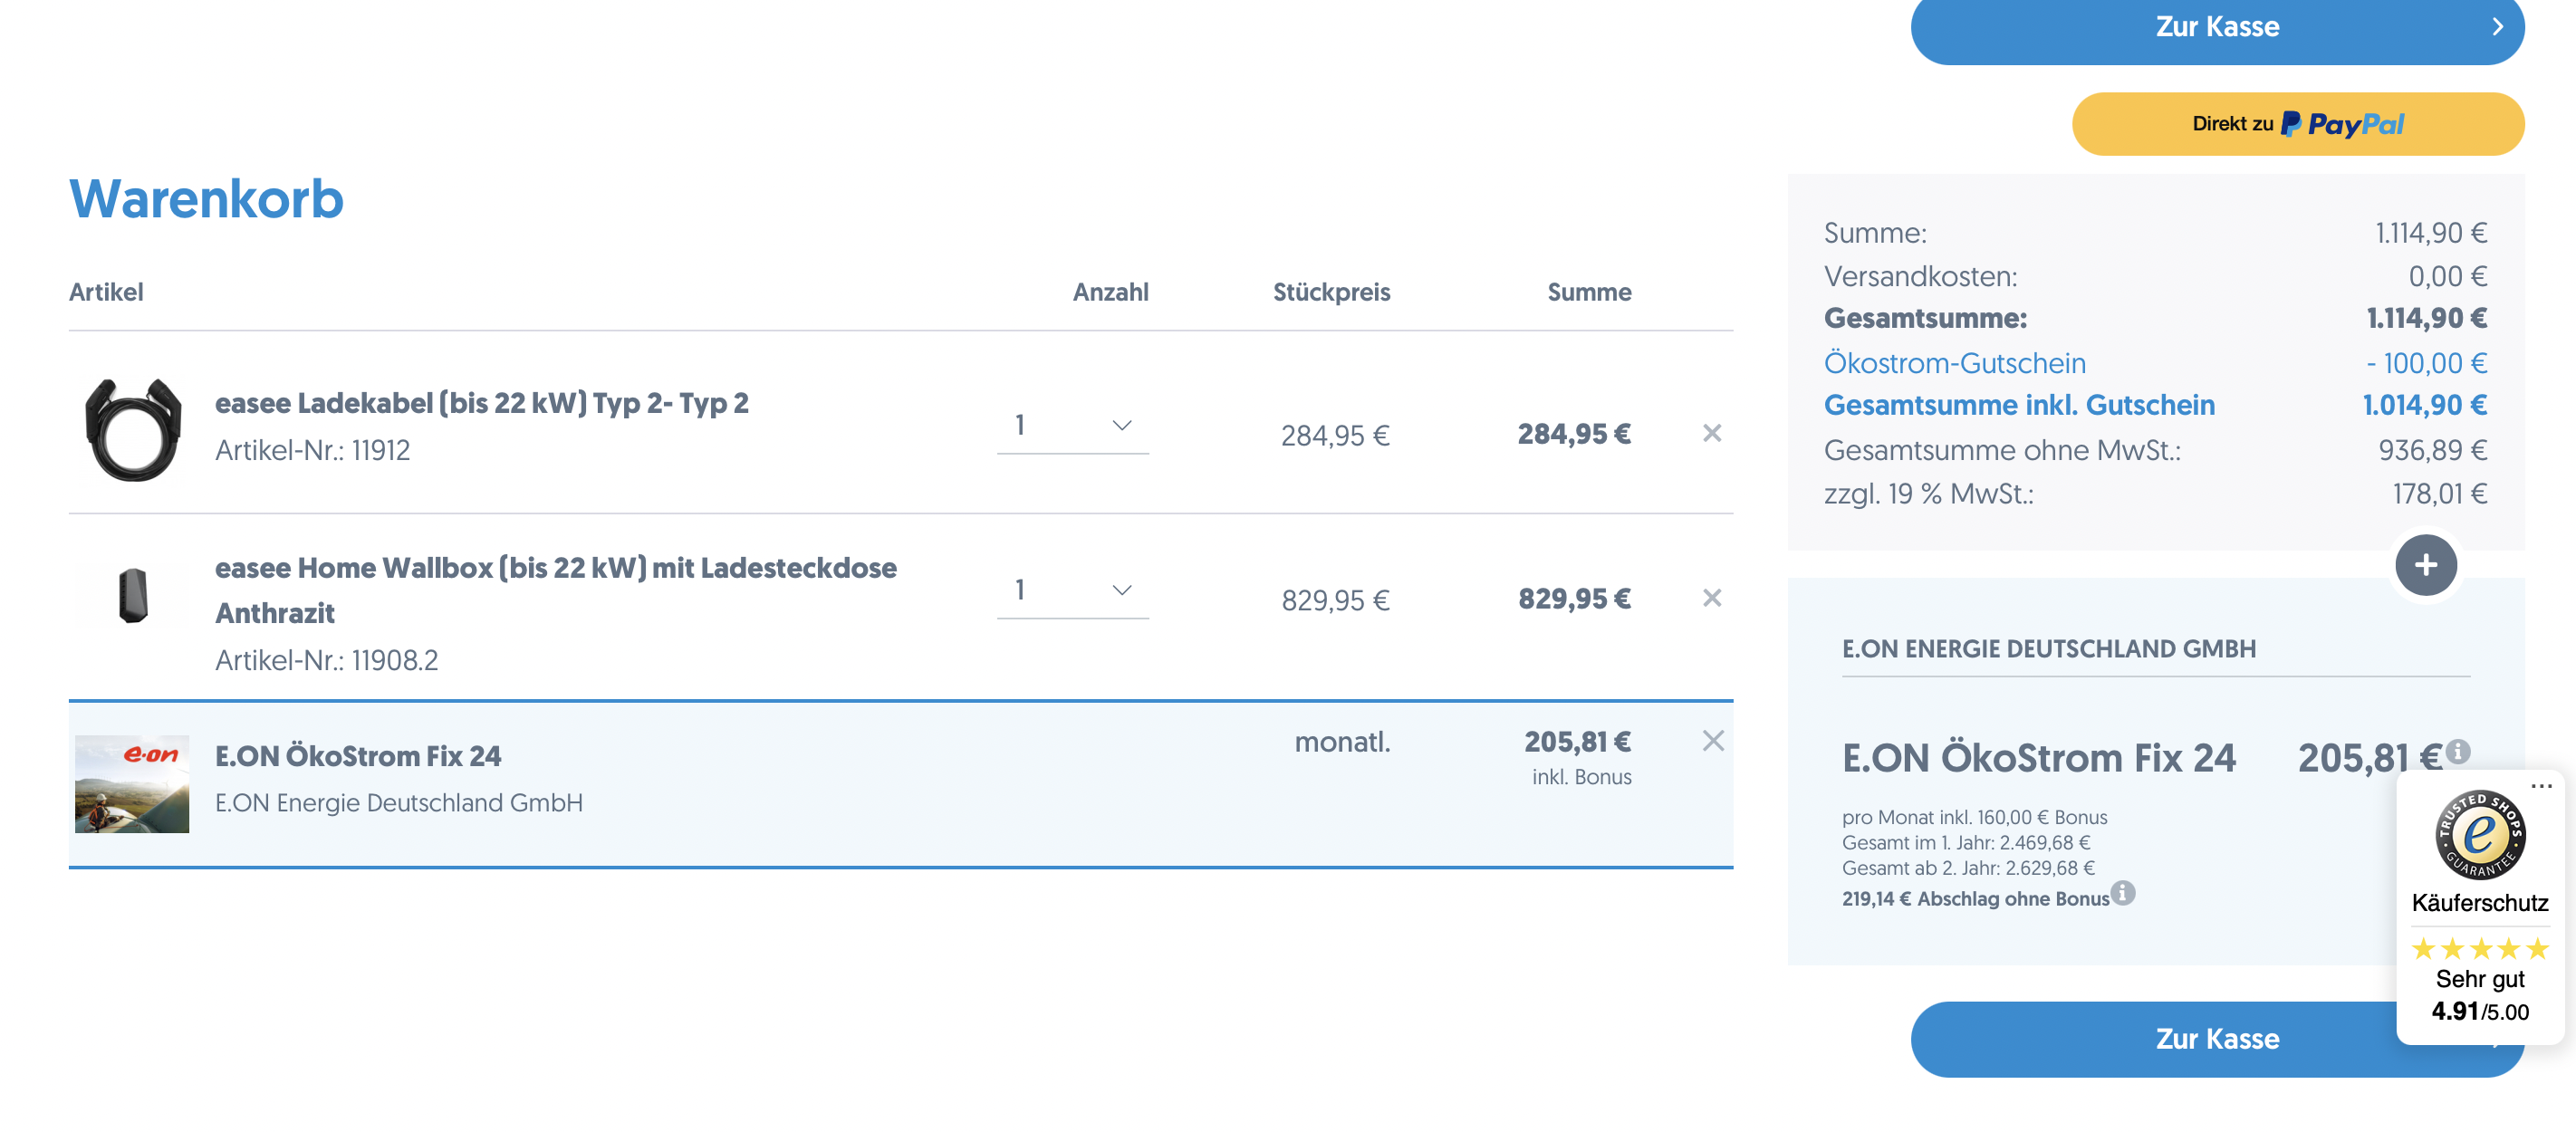 Zur Kasse
Direkt zu PayPal
Warenkorb
Artikel Anzahl Stückpreis Summe
easee Ladekabel (bis 22 kW) Typ 2- Typ 2
Artikel-Nr.: 11912
1 284,95 € 284,95 €
easee Home Wallbox (bis 22 kW) mit Ladesteckdose
Anthrazit
Artikel-Nr.: 11908.2
1 829,95 € 829,95 €
e·on
E.ON ÖkoStrom Fix 24
E.ON Energie Deutschland GmbH
monatl. 205,81 €
inkl. Bonus
Summe: 1.114,90 €
Versandkosten: 0,00 €
Gesamtsumme: 1.114,90 €
Ökostrom-Gutschein - 100,00 €
Gesamtsumme inkl. Gutschein 1.014,90 €
Gesamtsumme ohne MwSt.: 936,89 €
zzgl. 19 % MwSt.: 178,01 €
E.ON ENERGIE DEUTSCHLAND GMBH
E.ON ÖkoStrom Fix 24 205,81 €
pro Monat inkl. 160,00 € Bonus
Gesamt im 1. Jahr: 2.469,68 €
Gesamt ab 2. Jahr: 2.629,68 €
219,14 € Abschlag ohne Bonus
TRUSTED SHOPS
e
GUARANTEE
Käuferschutz
Sehr gut
4.91/5.00
Zur Kasse